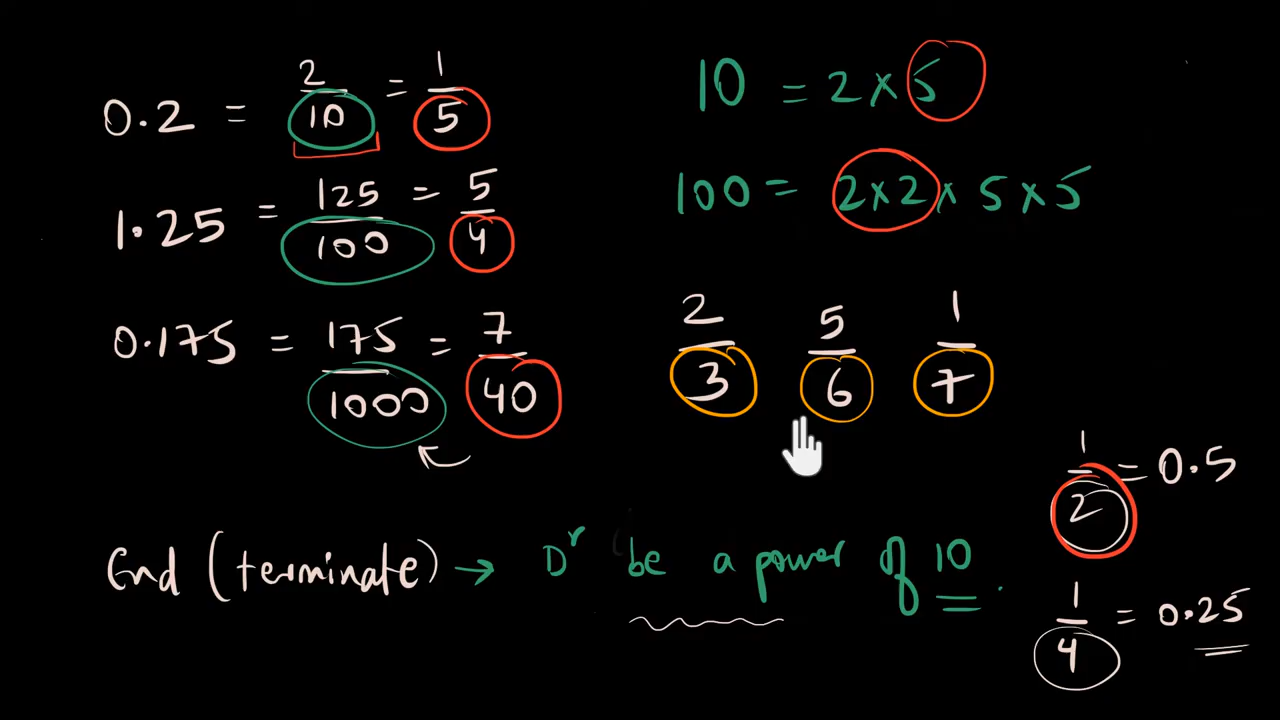 0.2 = 2/10 = 1/5
10 = 2 × 5
1.25 = 125/100 = 5/4
100 = 2×2 × 5 × 5
0.175 = 175/1000 = 7/40
2/3 5/6 1/7
1/2 = 0.5
End (terminate) → Dʳ be a power of 10
1/4 = 0.25